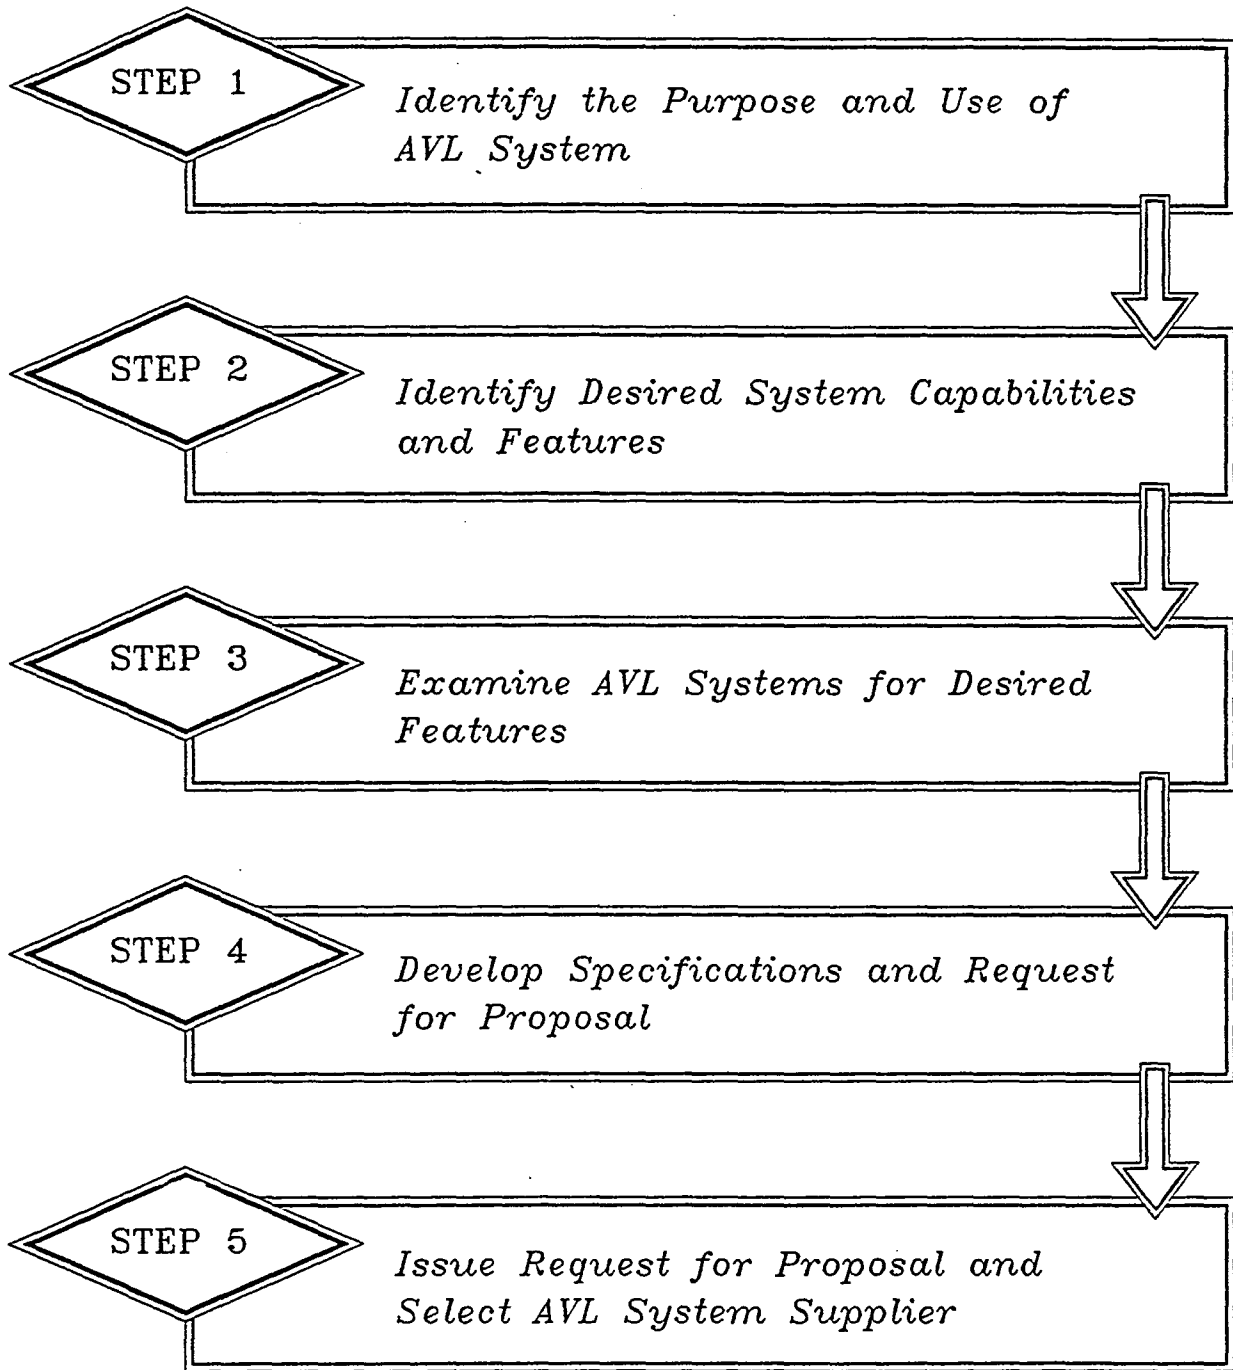 STEP 1
Identify the Purpose and Use of
AVL System
STEP 2
Identify Desired System Capabilities
and Features
STEP 3
Examine AVL Systems for Desired
Features
STEP 4
Develop Specifications and Request
for Proposal
STEP 5
Issue Request for Proposal and
Select AVL System Supplier